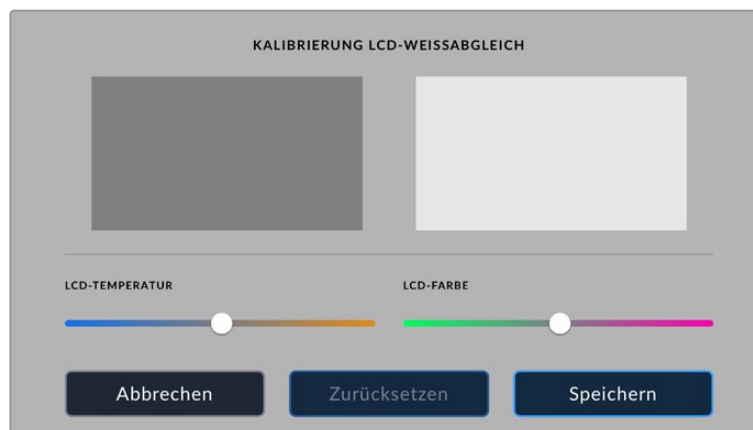 KALIBRIERUNG LCD-WEISSABGLEICH
LCD-TEMPERATUR
LCD-FARBE
Abbrechen
Zurücksetzen
Speichern